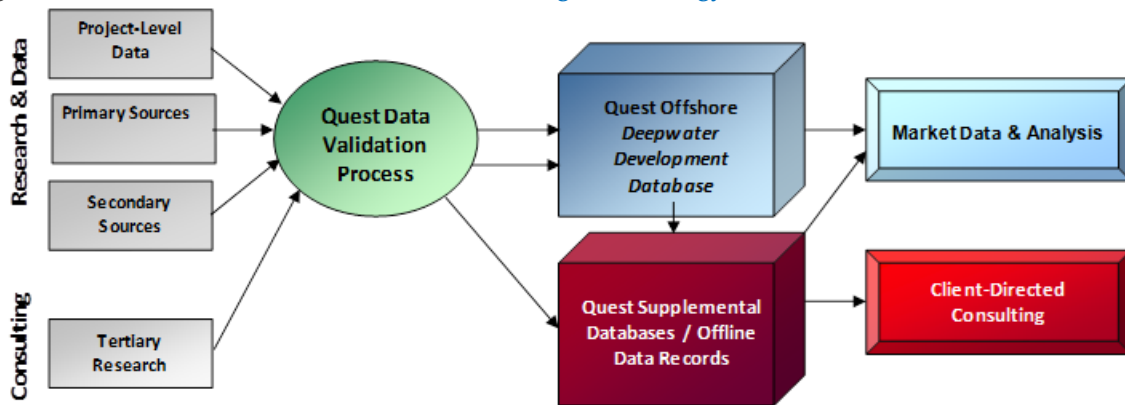 Research & Data
Consulting
Project-Level
Data
Primary Sources
Secondary
Sources
Tertiary
Research
Quest Data
Validation
Process
Quest Offshore
Deepwater
Development
Database
Quest Supplemental
Databases / Offline
Data Records
Market Data & Analysis
Client-Directed
Consulting